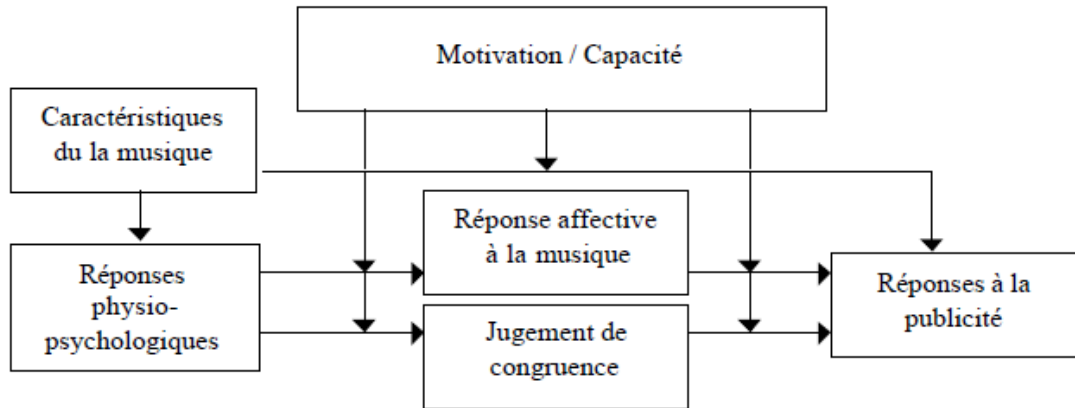 Motivation / Capacité
Caractéristiques
du la musique
Réponse affective
à la musique
Réponses
physio-
psychologiques
Réponses à la
publicité
Jugement de
congruence